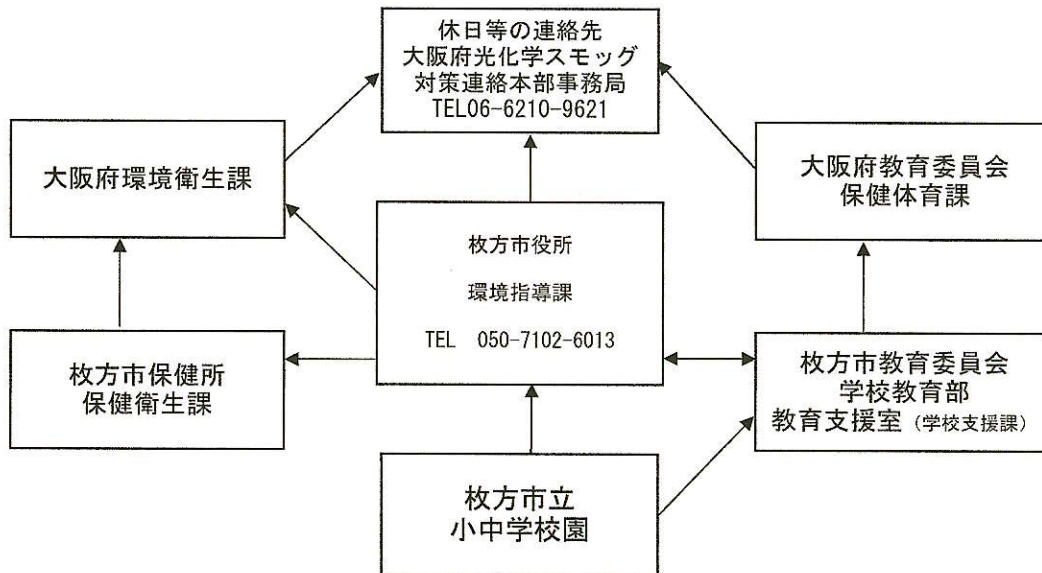 休日等の連絡先
大阪府光化学スモッグ
対策連絡本部事務局
TEL06-6210-9621
大阪府環境衛生課
大阪府教育委員会
保健体育課
枚方市役所
環境指導課
TEL 050-7102-6013
枚方市保健所
保健衛生課
枚方市教育委員会
学校教育部
教育支援室（学校支援課）
枚方市立
小中学校園